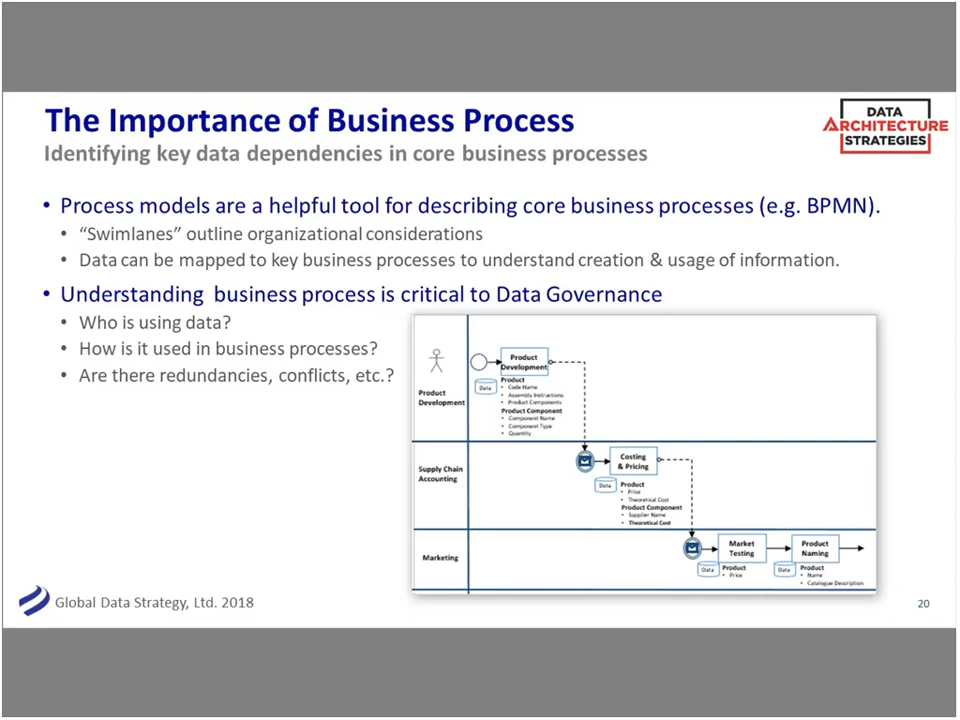 The Importance of Business Process
Identifying key data dependencies in core business processes
DATA
ARCHITECTURE
STRATEGIES
• Process models are a helpful tool for describing core business processes (e.g. BPMN).
• “Swimlanes” outline organizational considerations
• Data can be mapped to key business processes to understand creation & usage of information.
• Understanding business process is critical to Data Governance
• Who is using data?
• How is it used in business processes?
• Are there redundancies, conflicts, etc.?
Product
Development
Product
Development
Data
Product
• Code Name
• Assembly Instructions
• Product Components
Product Component
• Component Name
• Component Type
• Quantity
Supply Chain
Accounting
Costing
& Pricing
Data
Product
• Price
• Theoretical Cost
Product Component
• Supplier Name
• Theoretical Cost
Marketing
Market
Testing
Data
Product
• Price
Product
Naming
Data
Product
• Name
• Catalogue Description
Global Data Strategy, Ltd. 2018
20